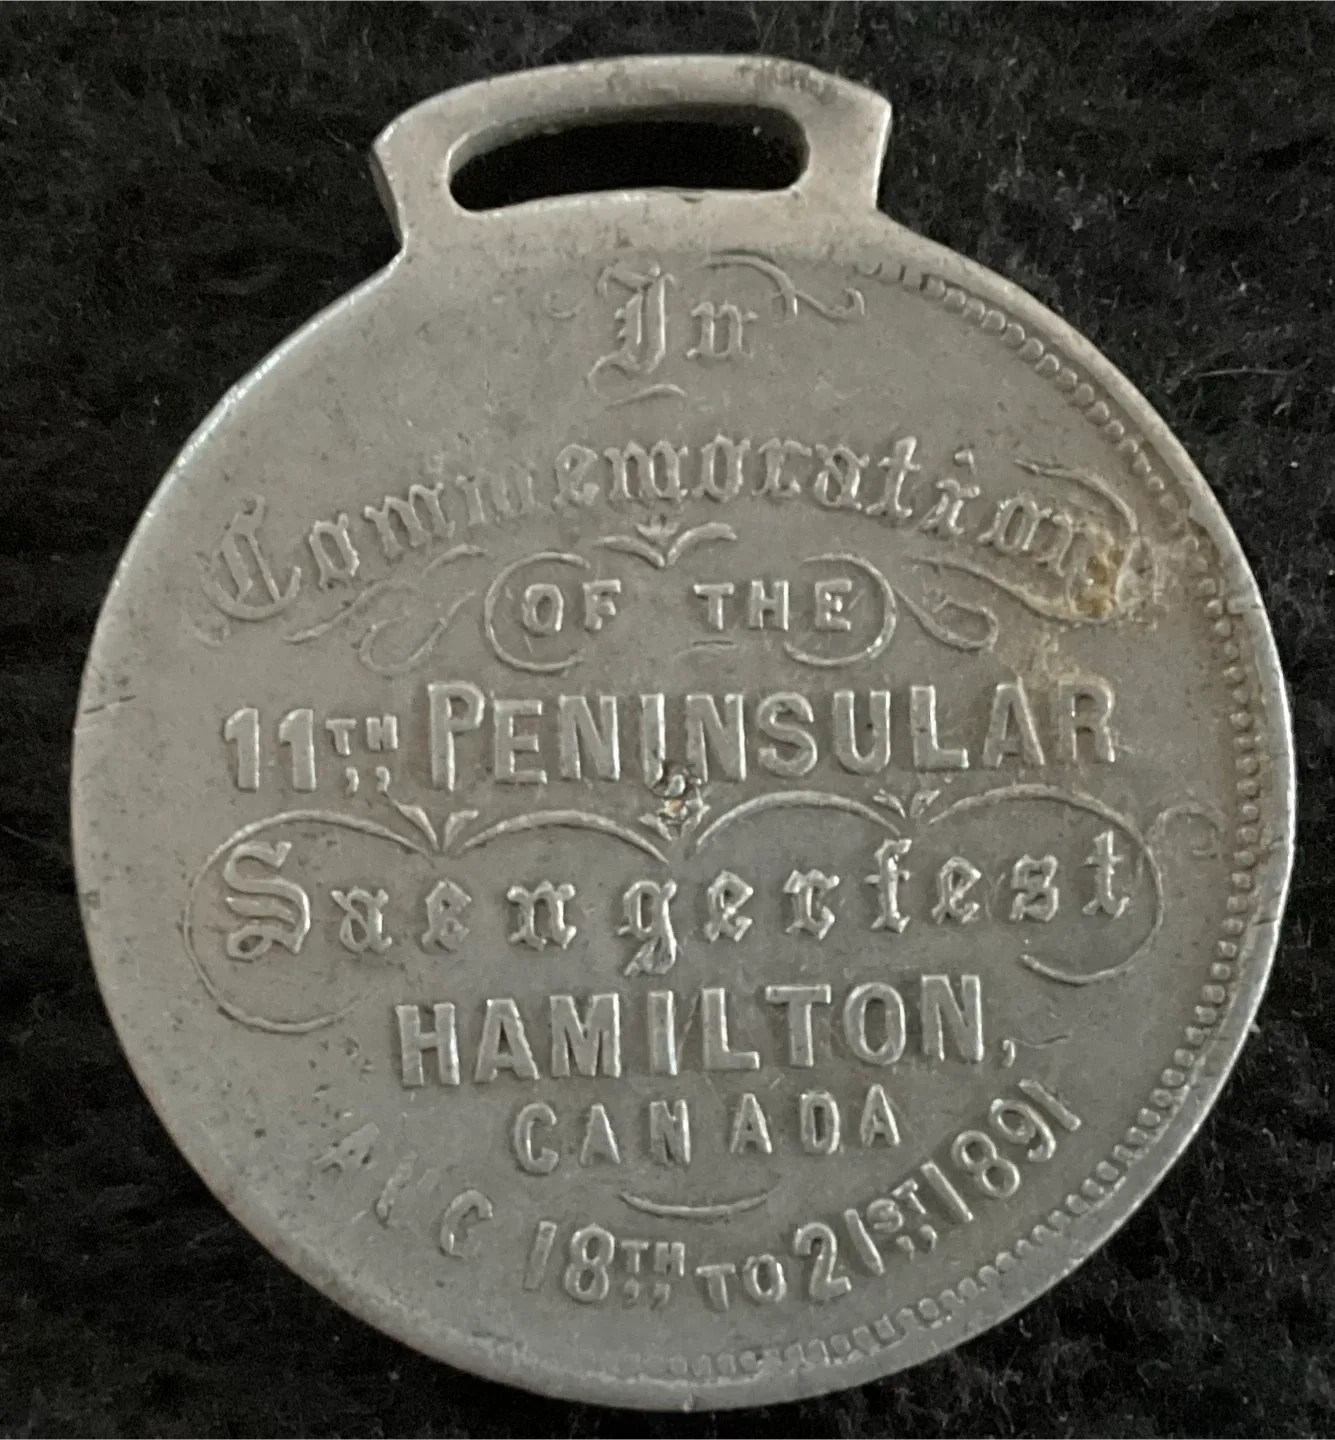 In
Commemoration
OF THE
11TH PENINSULAR
Saengerfest
HAMILTON,
CANADA
AUG 18TH TO 21ST 1891